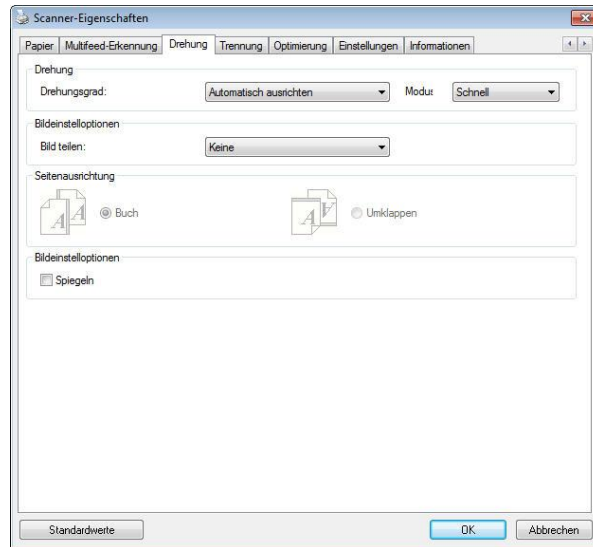 Scanner-Eigenschaften
Papier Multifeed-Erkennung Drehung Trennung Optimierung Einstellungen Informationen
Drehung
Drehungsgrad: Automatisch ausrichten Modus Schnell
Bildeinstelloptionen
Bild teilen: Keine
Seitenausrichtung
A A Buch A A Umklappen
Bildeinstelloptionen
Spiegeln
Standardwerte OK Abbrechen